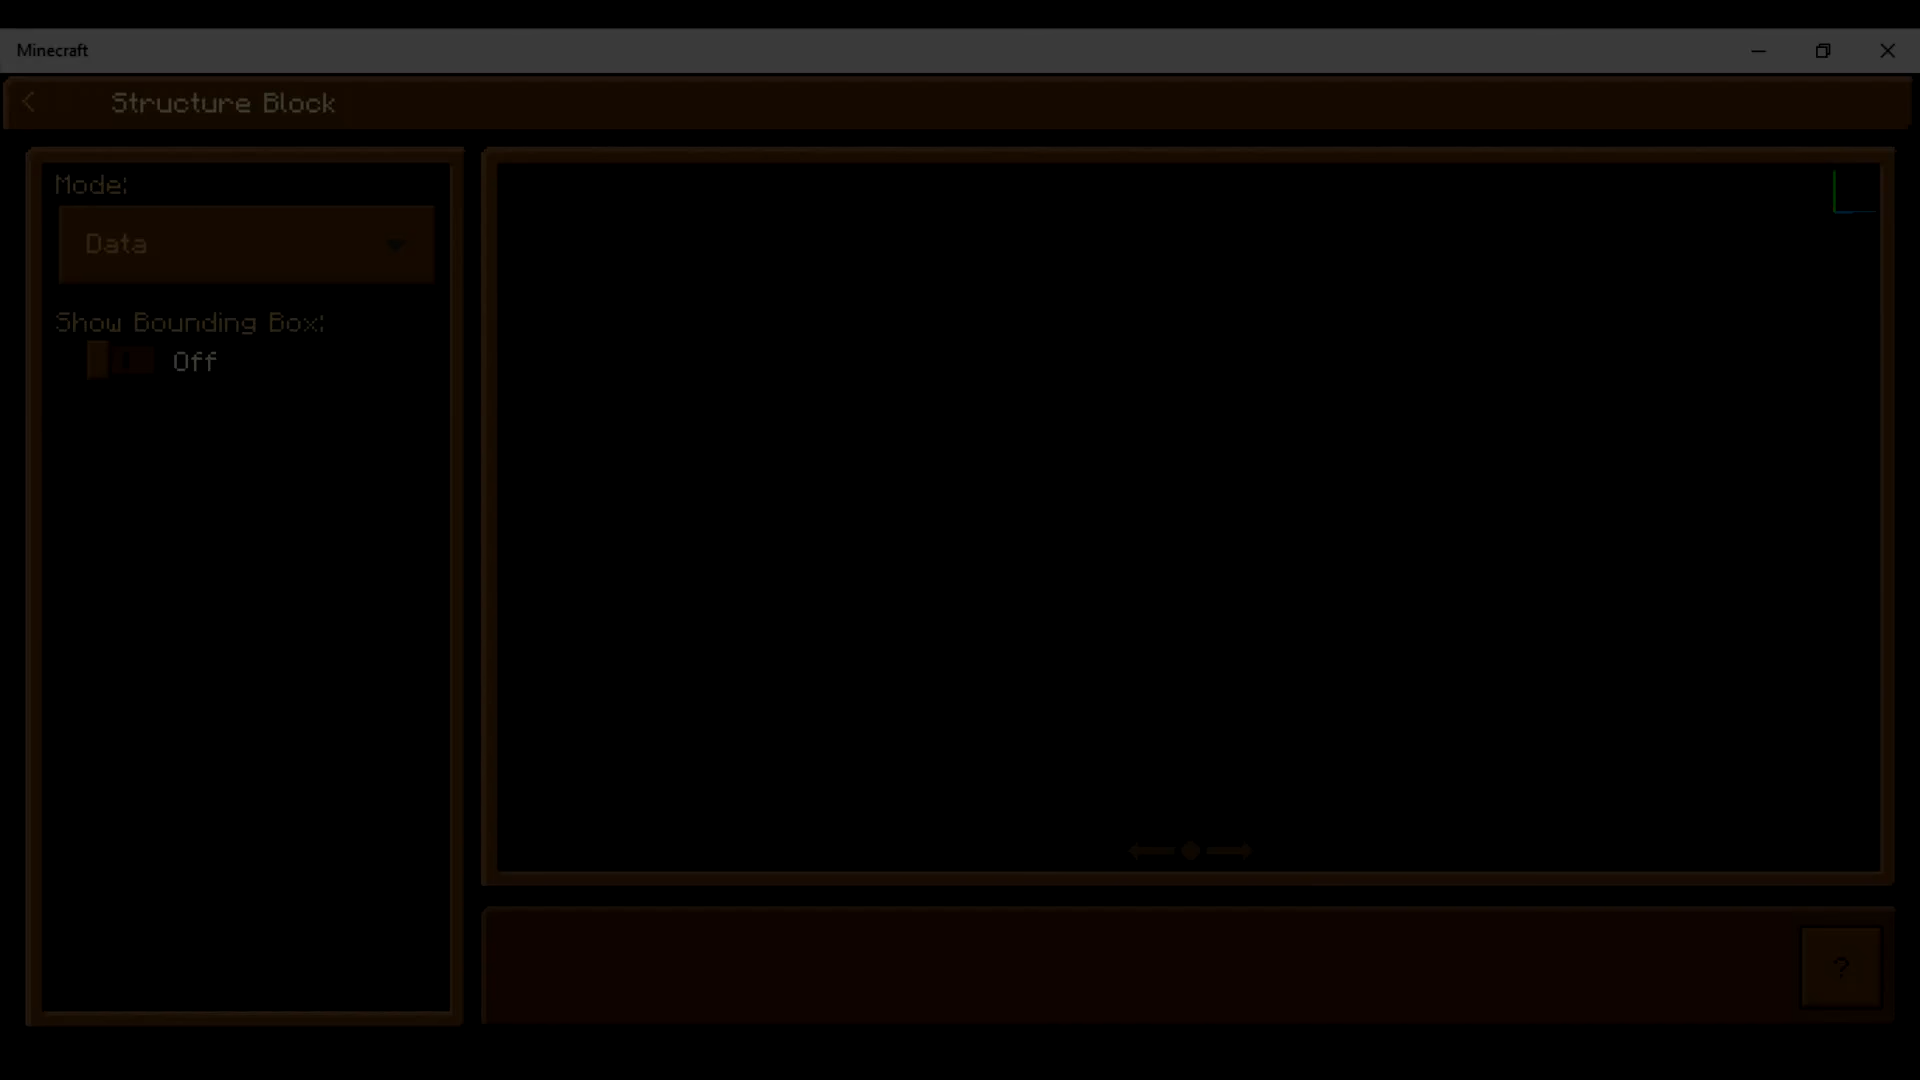 Minecraft
Structure Block
Mode:
Data
Show Bounding Box:
Off
?